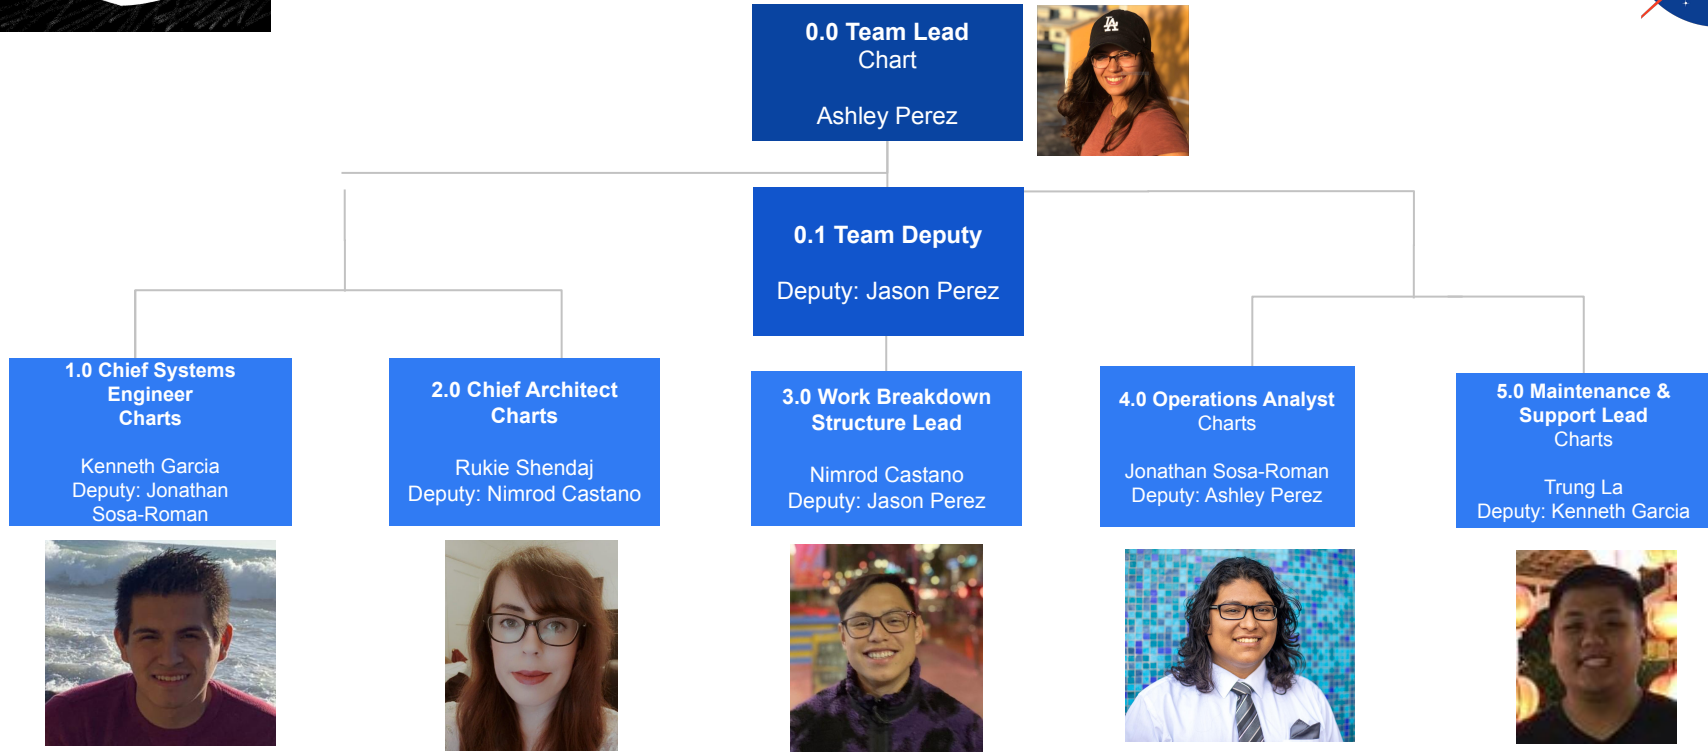 0.0 Team Lead
Chart
Ashley Perez
0.1 Team Deputy
Deputy: Jason Perez
1.0 Chief Systems
Engineer
Charts
Kenneth Garcia
Deputy: Jonathan
Sosa-Roman
2.0 Chief Architect
Charts
Rukie Shendaj
Deputy: Nimrod Castano
3.0 Work Breakdown
Structure Lead
Nimrod Castano
Deputy: Jason Perez
4.0 Operations Analyst
Charts
Jonathan Sosa-Roman
Deputy: Ashley Perez
5.0 Maintenance &
Support Lead
Charts
Trung La
Deputy: Kenneth Garcia
LA